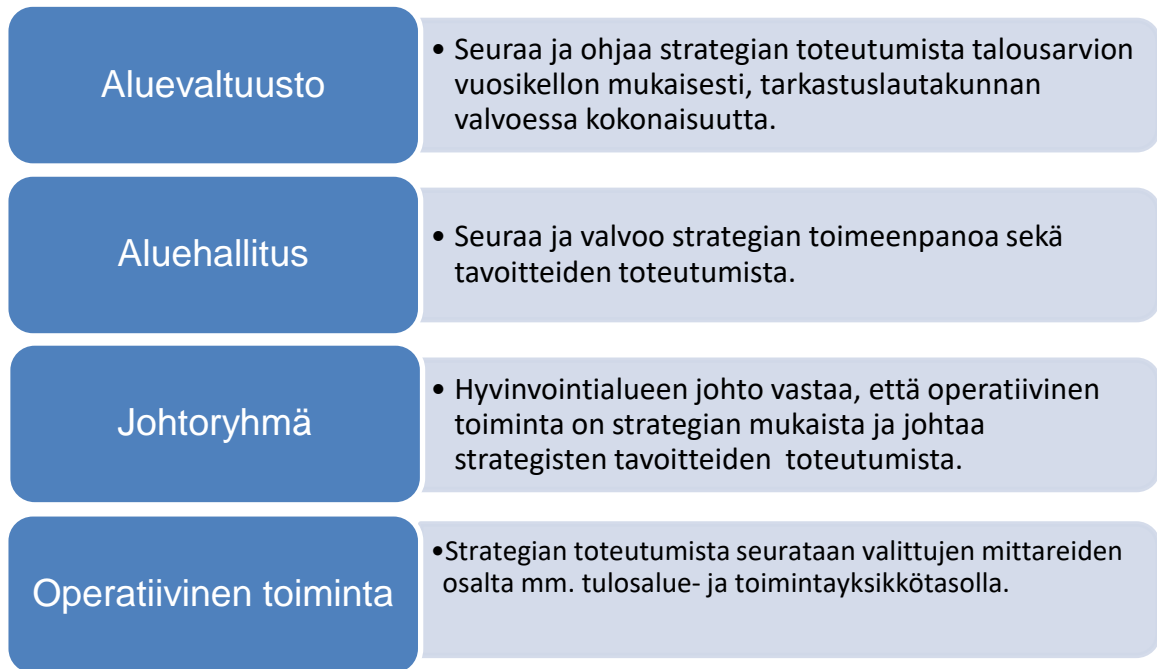 Aluevaltuusto
• Seuraa ja ohjaa strategian toteutumista talousarvion
vuosikellon mukaisesti, tarkastuslautakunnan
valvoessa kokonaisuutta.
Aluehallitus
• Seuraa ja valvoo strategian toimeenpanoa sekä
tavoitteiden toteutumista.
Johtoryhmä
• Hyvinvointialueen johto vastaa, että operatiivinen
toiminta on strategian mukaista ja johtaa
strategisten tavoitteiden toteutumista.
Operatiivinen toiminta
•Strategian toteutumista seurataan valittujen mittareiden
osalta mm. tulosalue- ja toimintayksikkötasolla.